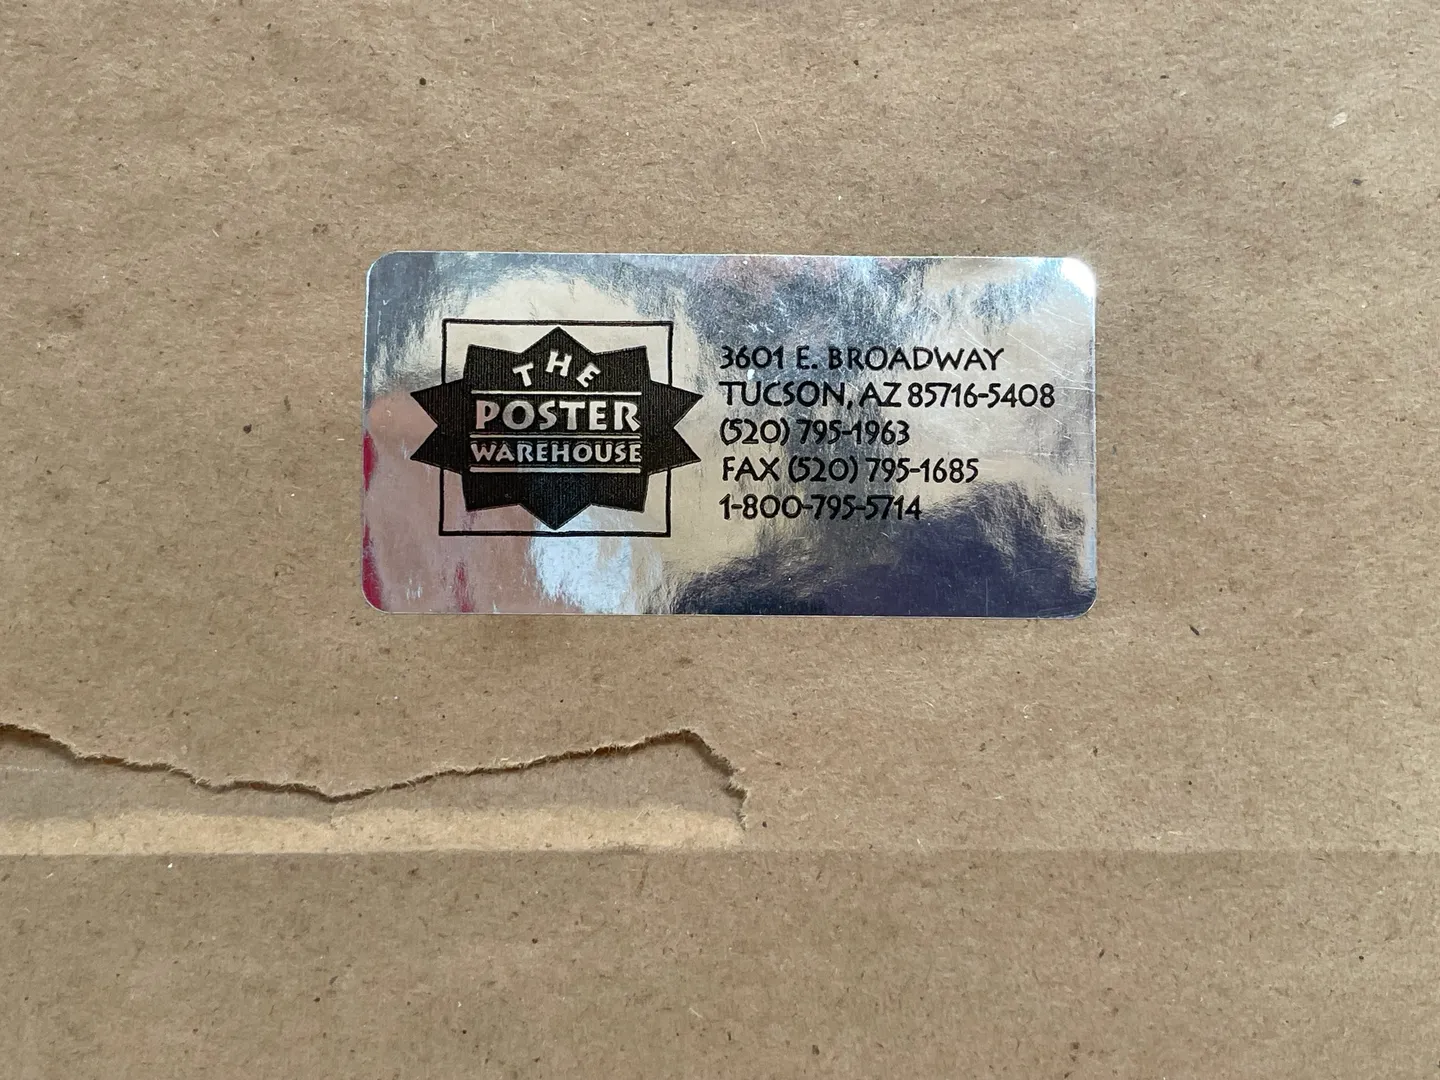 THE
POSTER
WAREHOUSE
3601 E. BROADWAY
TUCSON, AZ 85716-5408
(520) 795-1963
FAX (520) 795-1685
1-800-795-5714